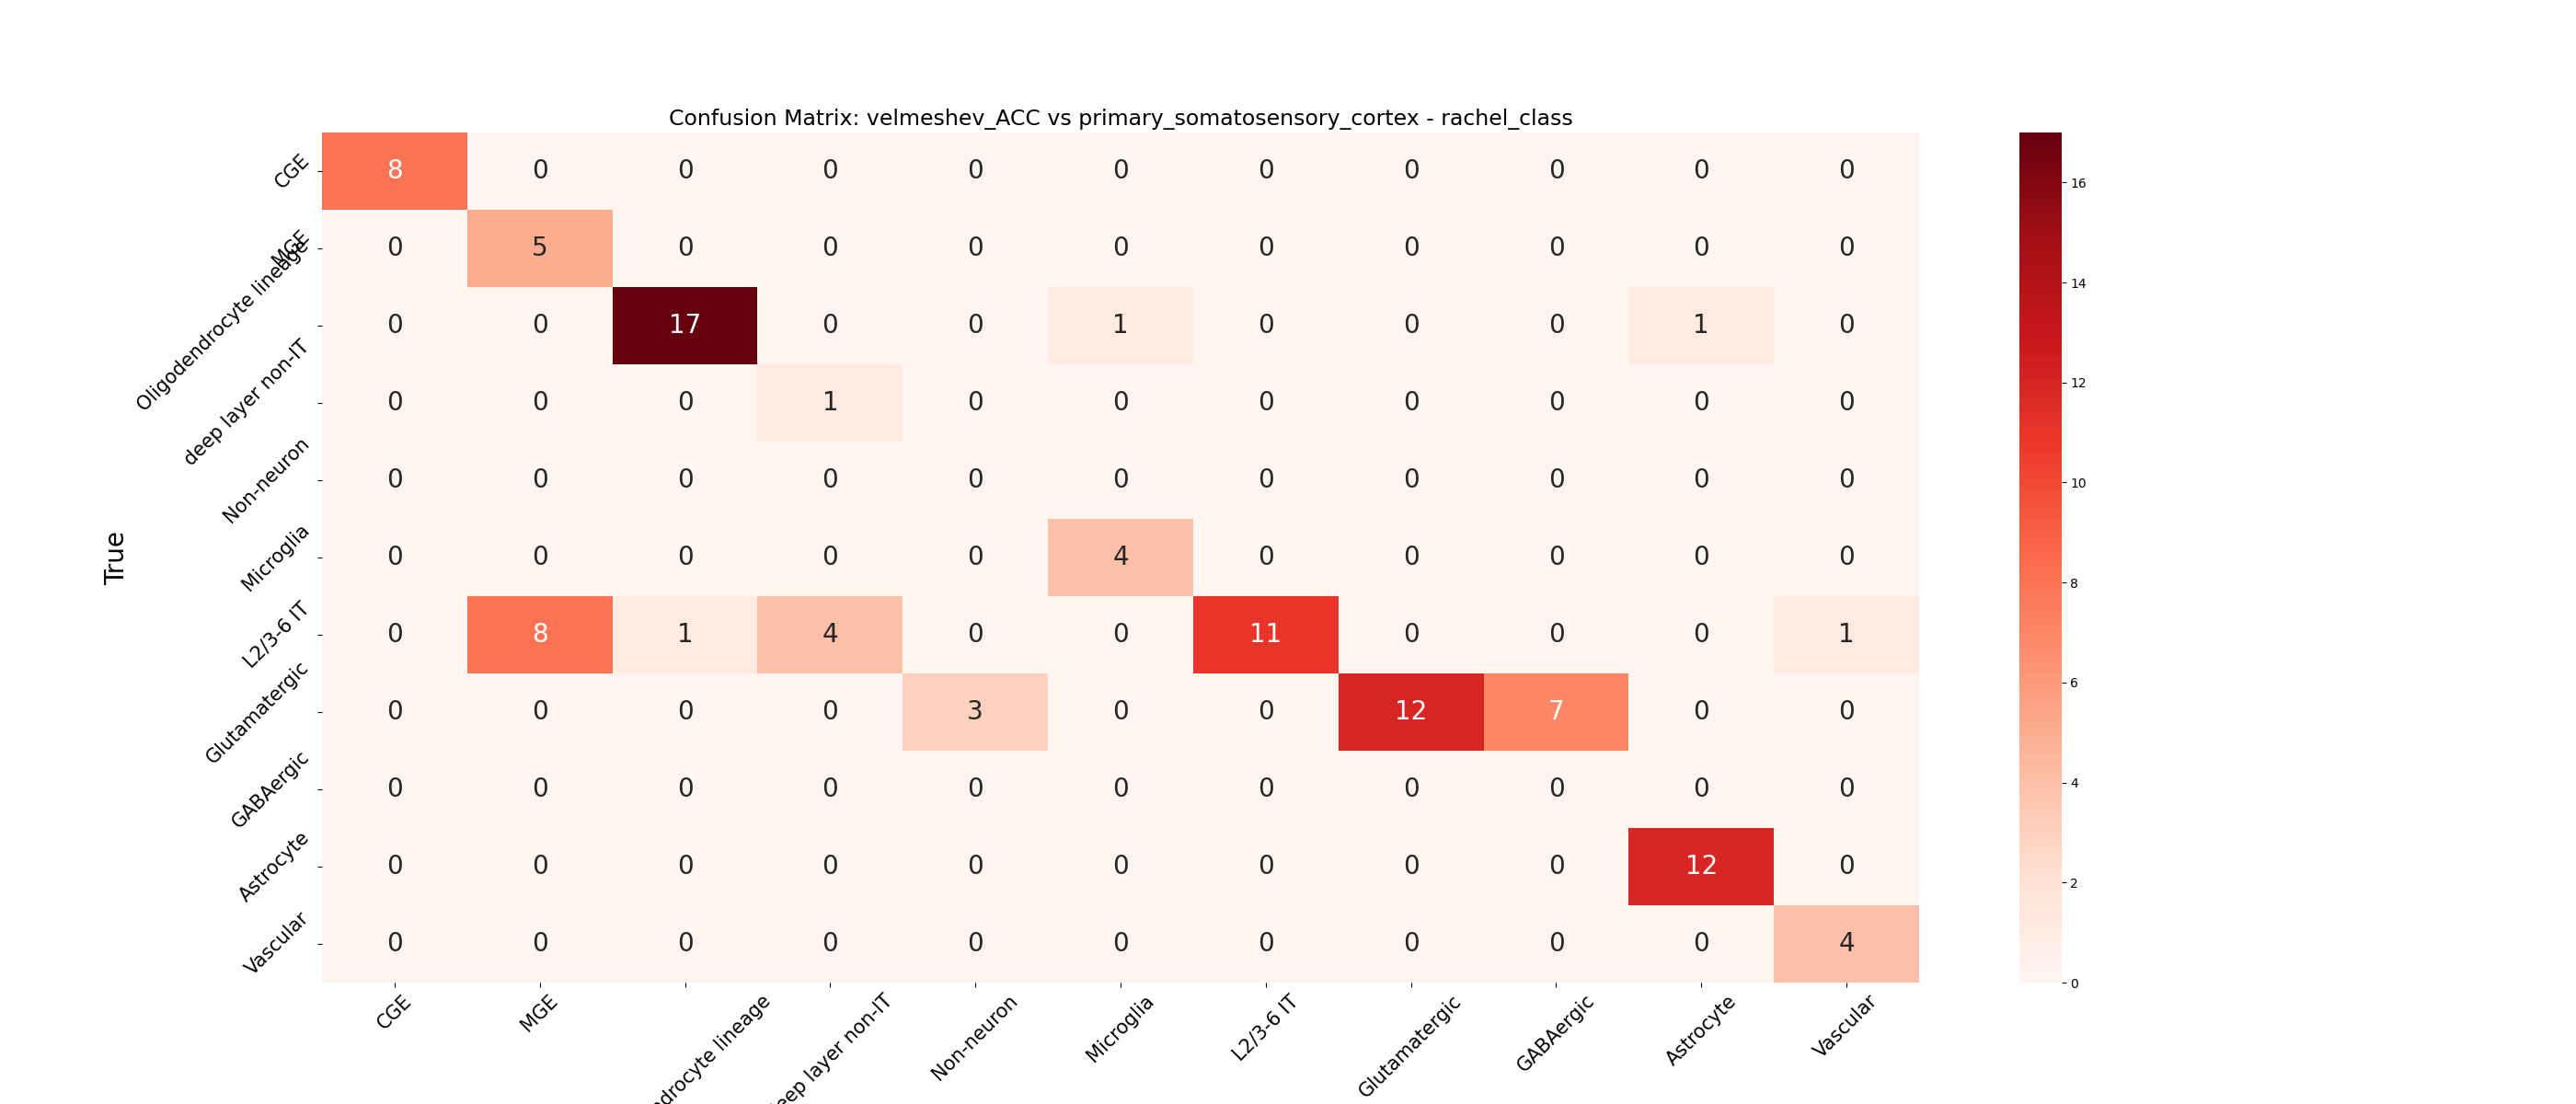 Confusion Matrix: velmeshev_ACC vs primary_somatosensory_cortex - rachel_class
True
CGE 8 0 0 0 0 0 0 0 0 0 0
MGE 0 5 0 0 0 0 0 0 0 0 0
Oligodendrocyte lineage 0 0 17 0 0 1 0 0 0 1 0
deep layer non-IT 0 0 0 1 0 0 0 0 0 0 0
Non-neuron 0 0 0 0 0 0 0 0 0 0 0
Microglia 0 0 0 0 0 4 0 0 0 0 0
L2/3-6 IT 0 8 1 4 0 0 11 0 0 0 1
Glutamatergic 0 0 0 0 3 0 0 12 7 0 0
GABAergic 0 0 0 0 0 0 0 0 0 0 0
Astrocyte 0 0 0 0 0 0 0 0 0 12 0
Vascular 0 0 0 0 0 0 0 0 0 0 4
CGE MGE ndrocyte lineage eep layer non-IT Non-neuron Microglia L2/3-6 IT Glutamatergic GABAergic Astrocyte Vascular
16
14
12
10
8
6
4
2
0